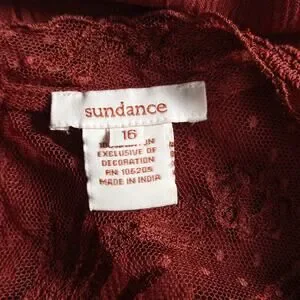 sundance
16
EXCLUSIVE OF
DECORATION
RN: 106205
MADE IN INDIA